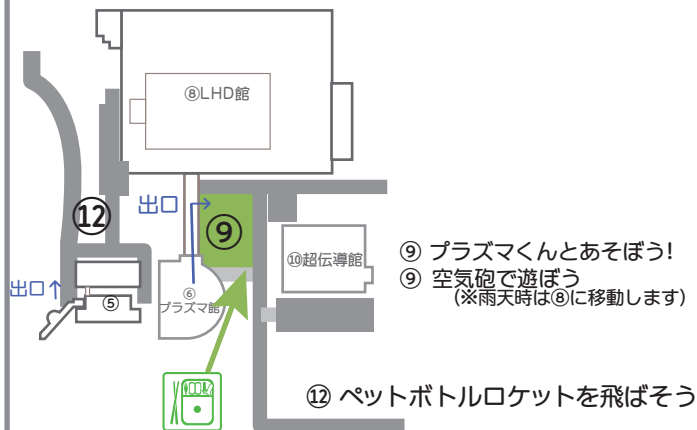 ⑧LHD館
⑫
出口
⑨
⑩超伝導館
⑨ プラズマくんとあそぼう!
⑨ 空気砲で遊ぼう
(※雨天時は⑧に移動します)
出口
⑤
⑥
プラズマ館
⑫ ペットボトルロケットを飛ばそう